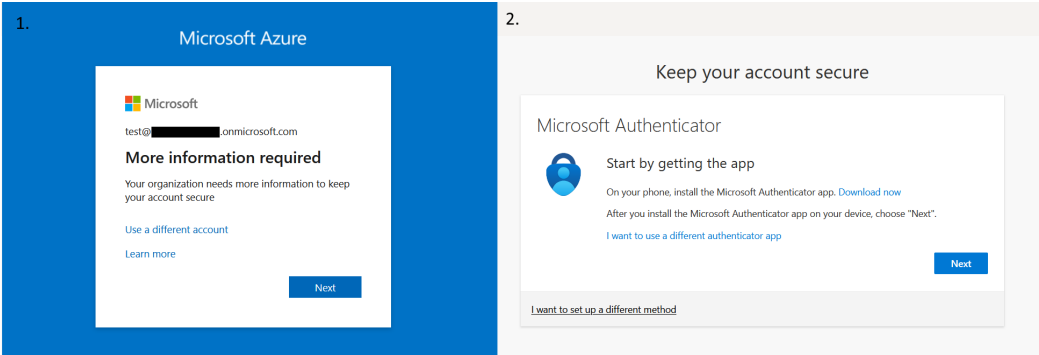 1.
Microsoft Azure
Microsoft
test@ .onmicrosoft.com
More information required
Your organization needs more information to keep
your account secure
Use a different account
Learn more
Next
2.
Keep your account secure
Microsoft Authenticator
Start by getting the app
On your phone, install the Microsoft Authenticator app. Download now
After you install the Microsoft Authenticator app on your device, choose "Next".
I want to use a different authenticator app
Next
I want to set up a different method